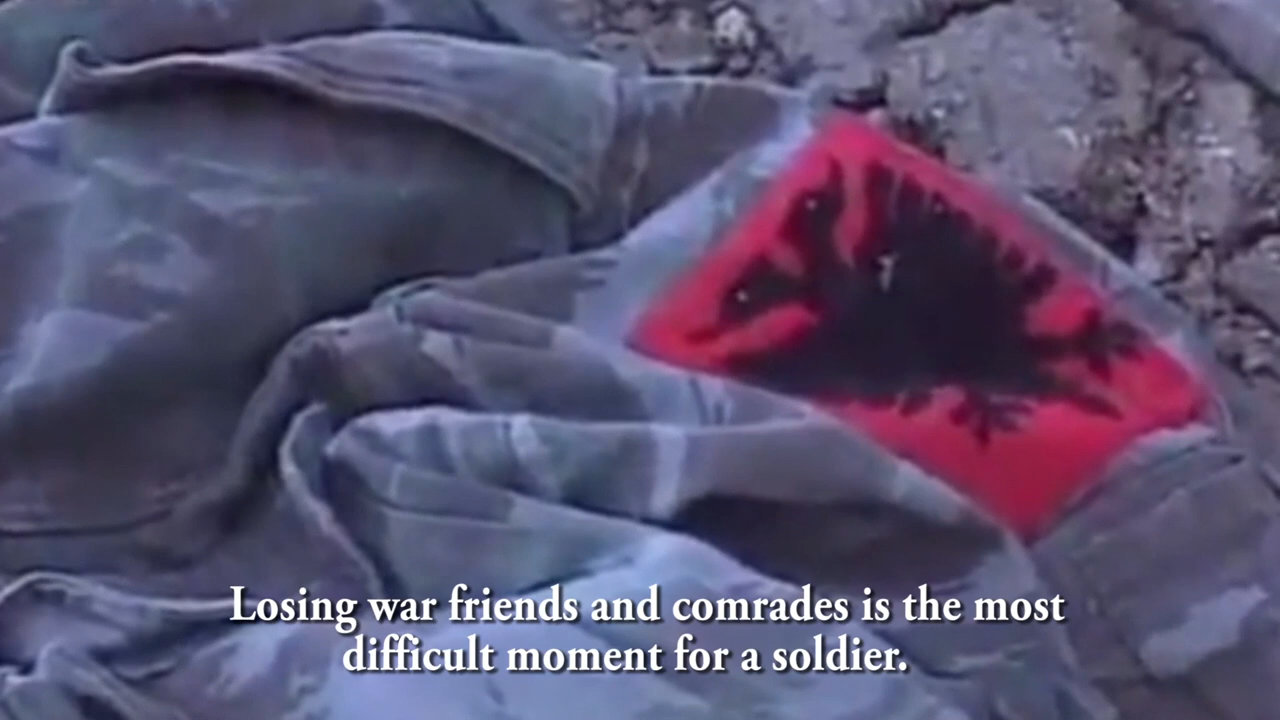 Losing war friends and comrades is the most
difficult moment for a soldier.